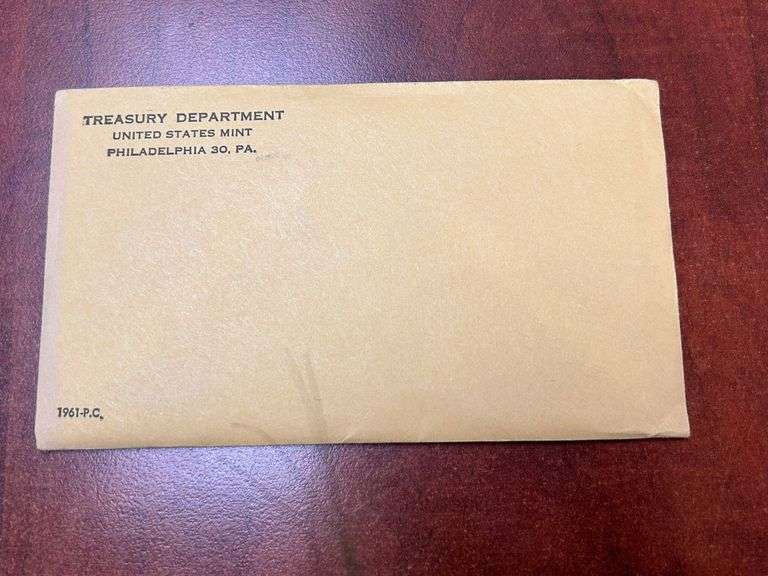 TREASURY DEPARTMENT
UNITED STATES MINT
PHILADELPHIA 30, PA.
1961-P.C.